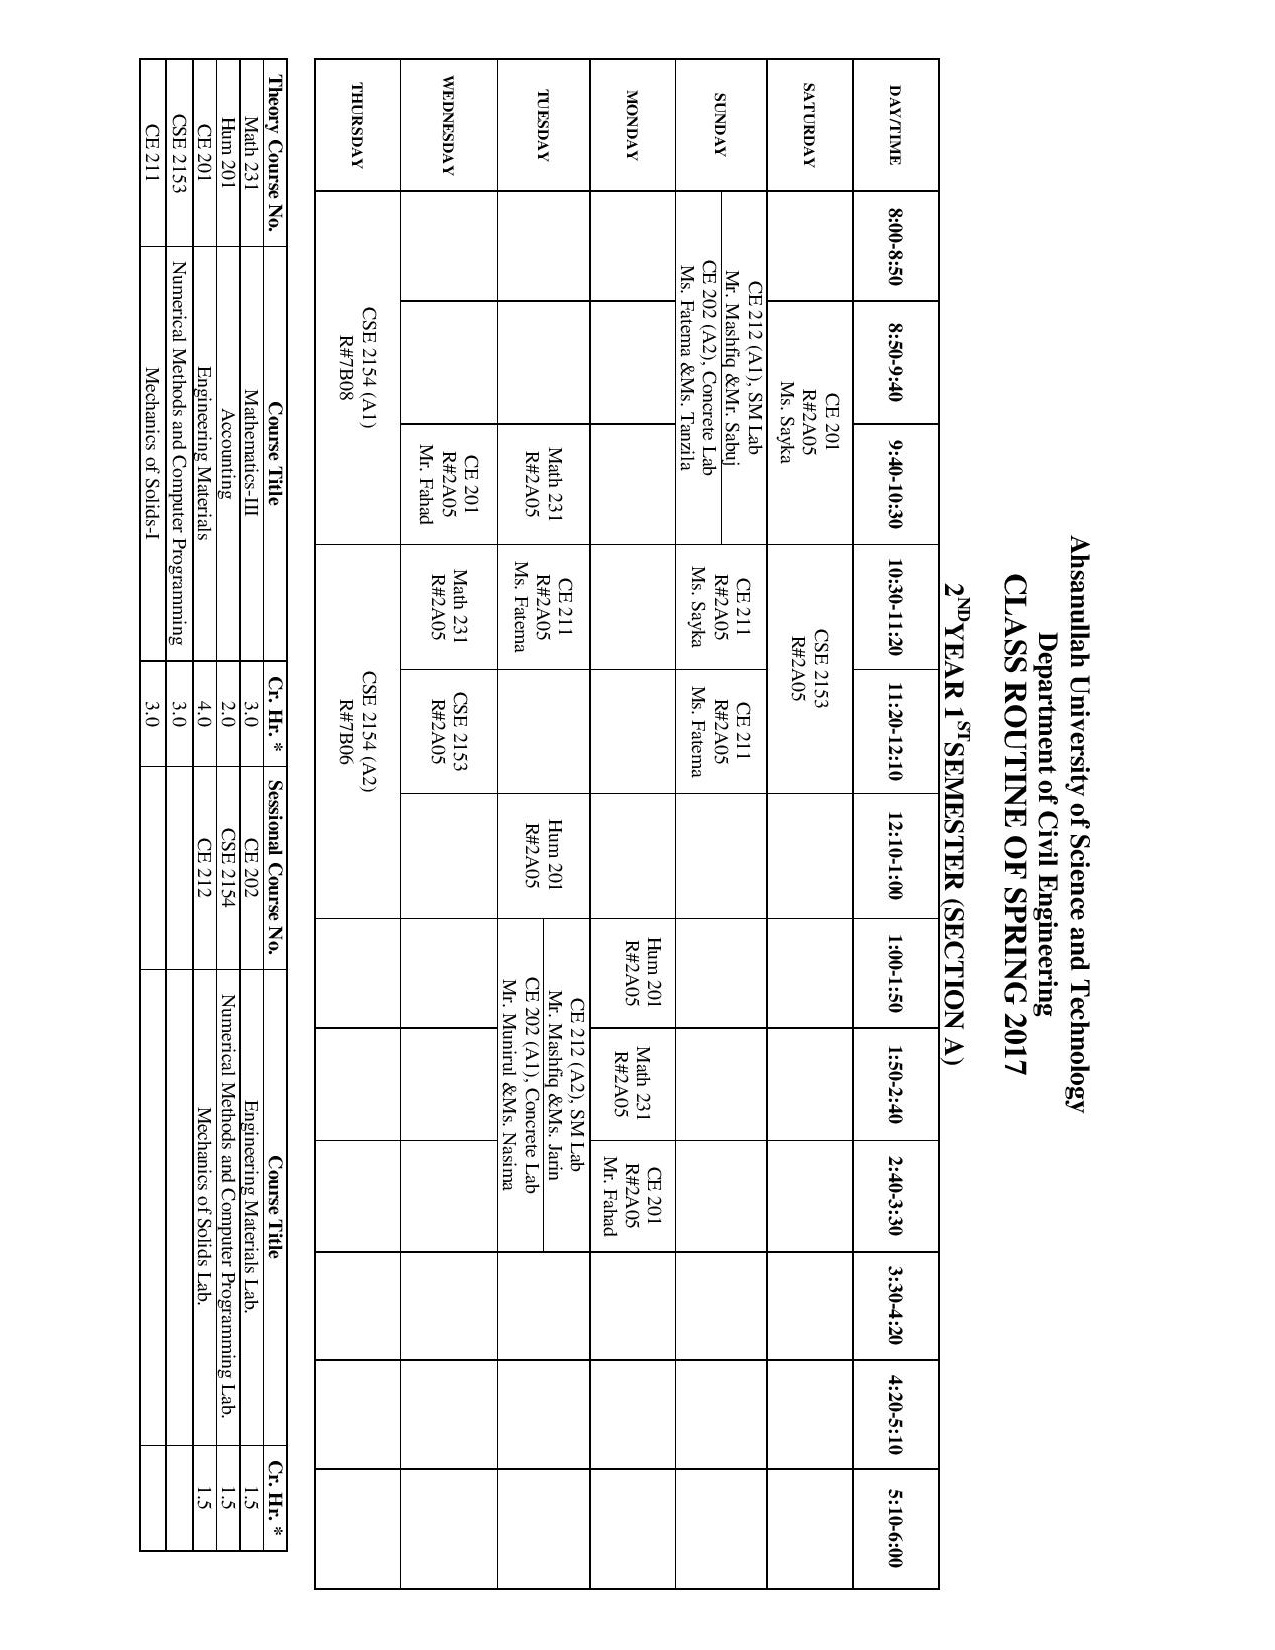 Ahsanullah University of Science and Technology
Department of Civil Engineering
CLASS ROUTINE OF SPRING 2017
2ND YEAR 1ST SEMESTER (SECTION A)
DAY/TIME 8:00-8:50 8:50-9:40 9:40-10:30 10:30-11:20 11:20-12:10 12:10-1:00 1:00-1:50 1:50-2:40 2:40-3:30 3:30-4:20 4:20-5:10 5:10-6:00
SATURDAY
CE 201
R#2A05
Ms. Sayka
CSE 2153
R#2A05
SUNDAY
CE 212 (A1), SM Lab
Mr. Mashfiq &Mr. Sabuj
CE 202 (A2), Concrete Lab
Ms. Fatema &Ms. Tanzila
CE 211
R#2A05
Ms. Sayka
CE 211
R#2A05
Ms. Fatema
MONDAY
Hum 201
R#2A05
Math 231
R#2A05
CE 201
R#2A05
Mr. Fahad
TUESDAY
Math 231
R#2A05
CE 211
R#2A05
Ms. Fatema
Hum 201
R#2A05
CE 212 (A2), SM Lab
Mr. Mashfiq &Ms. Jarin
CE 202 (A1), Concrete Lab
Mr. Munirul &Ms. Nasima
WEDNESDAY
CE 201
R#2A05
Mr. Fahad
Math 231
R#2A05
CSE 2153
R#2A05
THURSDAY
CSE 2154 (A1)
R#7B08
CSE 2154 (A2)
R#7B06
Theory Course No. Course Title Cr. Hr. * Sessional Course No. Course Title Cr. Hr. *
Math 231 Mathematics-III 3.0 CE 202 Engineering Materials Lab. 1.5
Hum 201 Accounting 2.0 CSE 2154 Numerical Methods and Computer Programming Lab. 1.5
CE 201 Engineering Materials 4.0 CE 212 Mechanics of Solids Lab. 1.5
CSE 2153 Numerical Methods and Computer Programming 3.0
CE 211 Mechanics of Solids-I 3.0